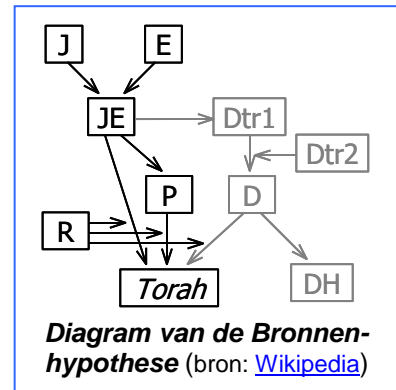 J E
JE Dtr1
Dtr2
P D
R
Torah DH
Diagram van de Bronnen-
hypothese (bron: Wikipedia)